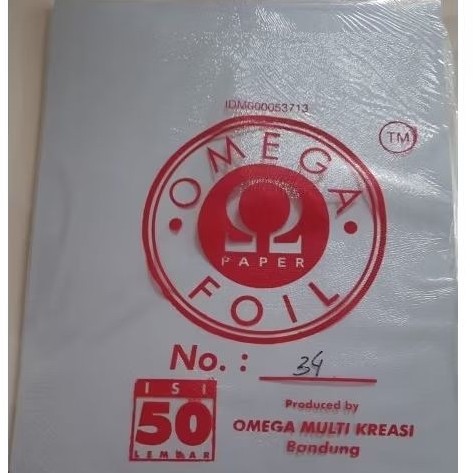 IDM000053713
TM
OMEGA
Ω
PAPER
FOIL
No. : 34
ISI
50
LEMBAR
Produced by
OMEGA MULTI KREASI
Bandung